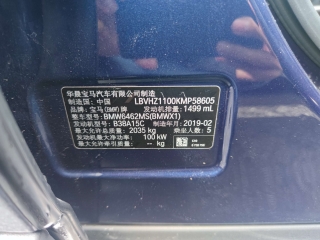 华晨宝马汽车有限公司制造
制造国：中国 LBVHZ1100KMP58605
品牌：宝马(BMW)牌 发动机排量：1499 mL
整车型号：BMW6462MS(BMWX1)
发动机型号：B38A15C 制造年月：2019-02
最大允许总质量：2035 kg 乘坐人数：5
发动机最大净功率：100 kW
最大允许牵引质量：-- kg